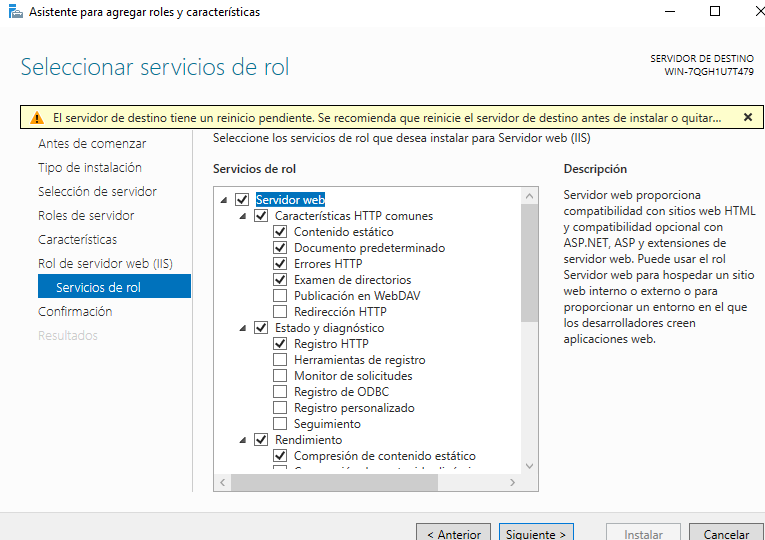 Asistente para agregar roles y características
Seleccionar servicios de rol
SERVIDOR DE DESTINO
WIN-7QGH1U7T479
El servidor de destino tiene un reinicio pendiente. Se recomienda que reinicie el servidor de destino antes de instalar o quitar...
Antes de comenzar
Tipo de instalación
Selección de servidor
Roles de servidor
Características
Rol de servidor web (IIS)
Servicios de rol
Confirmación
Resultados
Seleccione los servicios de rol que desea instalar para Servidor web (IIS)
Servicios de rol
Servidor web
Características HTTP comunes
Contenido estático
Documento predeterminado
Errores HTTP
Examen de directorios
Publicación en WebDAV
Redirección HTTP
Estado y diagnóstico
Registro HTTP
Herramientas de registro
Monitor de solicitudes
Registro de ODBC
Registro personalizado
Seguimiento
Rendimiento
Compresión de contenido estático
Descripción
Servidor web proporciona
compatibilidad con sitios web HTML
y compatibilidad opcional con
ASP.NET, ASP y extensiones de
servidor web. Puede usar el rol
Servidor web para hospedar un sitio
web interno o externo o para
proporcionar un entorno en el que
los desarrolladores creen
aplicaciones web.
< Anterior
Siguiente >
Instalar
Cancelar